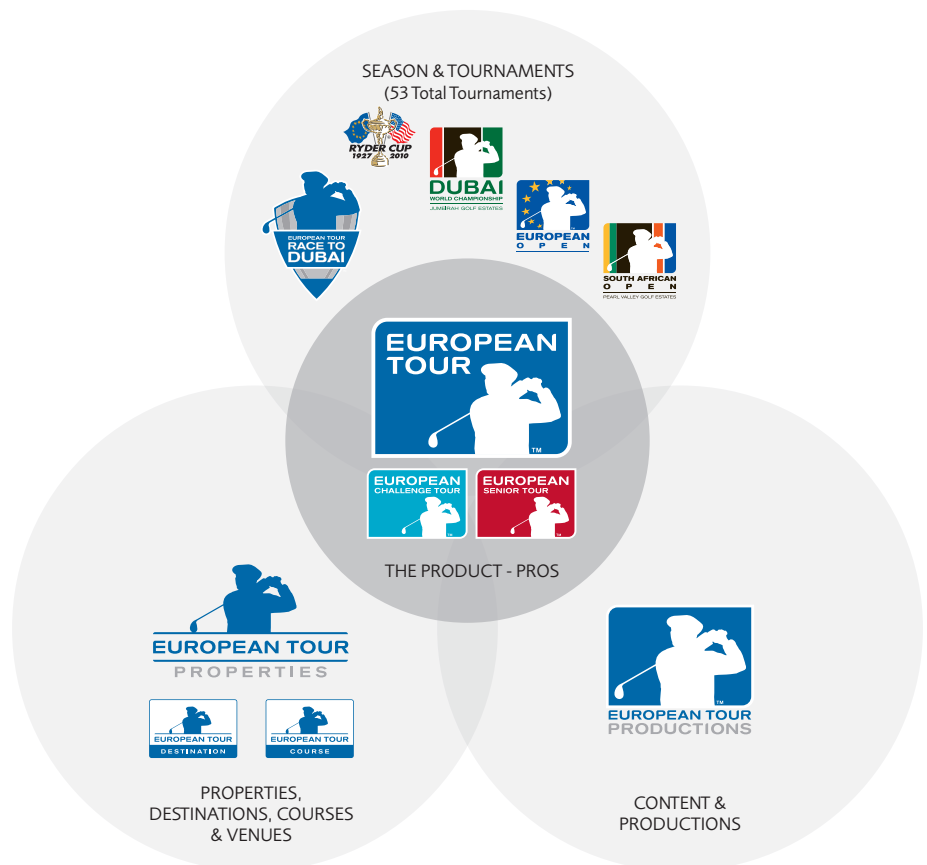 SEASON & TOURNAMENTS
(53 Total Tournaments)
RYDER CUP
1927 2010
DUBAI
WORLD CHAMPIONSHIP
JUMEIRAH GOLF ESTATES
EUROPEAN
OPEN
SOUTH AFRICAN
OPEN
PEARL VALLEY GOLF ESTATES
EUROPEAN TOUR
RACE TO
DUBAI
EUROPEAN
TOUR
TM
EUROPEAN
CHALLENGE TOUR
TM
EUROPEAN
SENIOR TOUR
TM
THE PRODUCT - PROS
EUROPEAN TOUR
PROPERTIES
EUROPEAN TOUR
DESTINATION
EUROPEAN TOUR
COURSE
PROPERTIES,
DESTINATIONS, COURSES
& VENUES
TM
EUROPEAN TOUR
PRODUCTIONS
CONTENT &
PRODUCTIONS